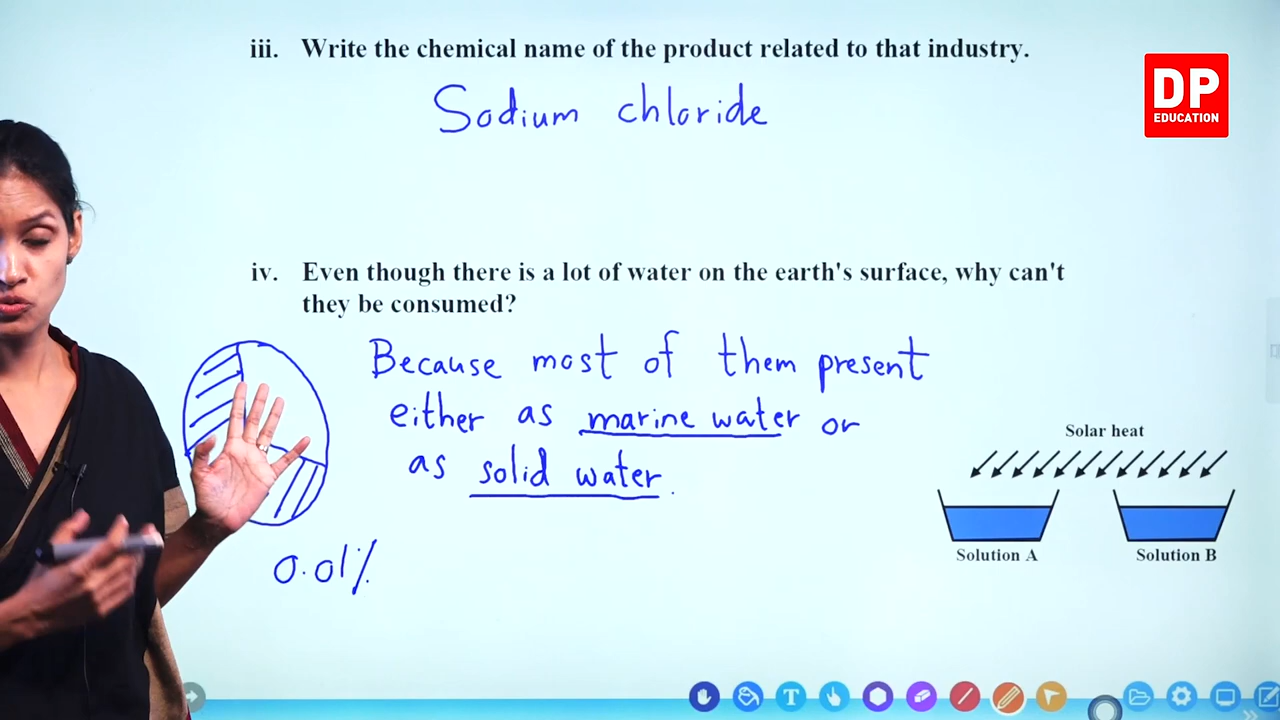 iii. Write the chemical name of the product related to that industry.
Sodium chloride
DP
EDUCATION
iv. Even though there is a lot of water on the earth's surface, why can't
they be consumed?
Because most of them present
either as marine water or
as solid water.
0.01%
Solar heat
Solution A
Solution B
T